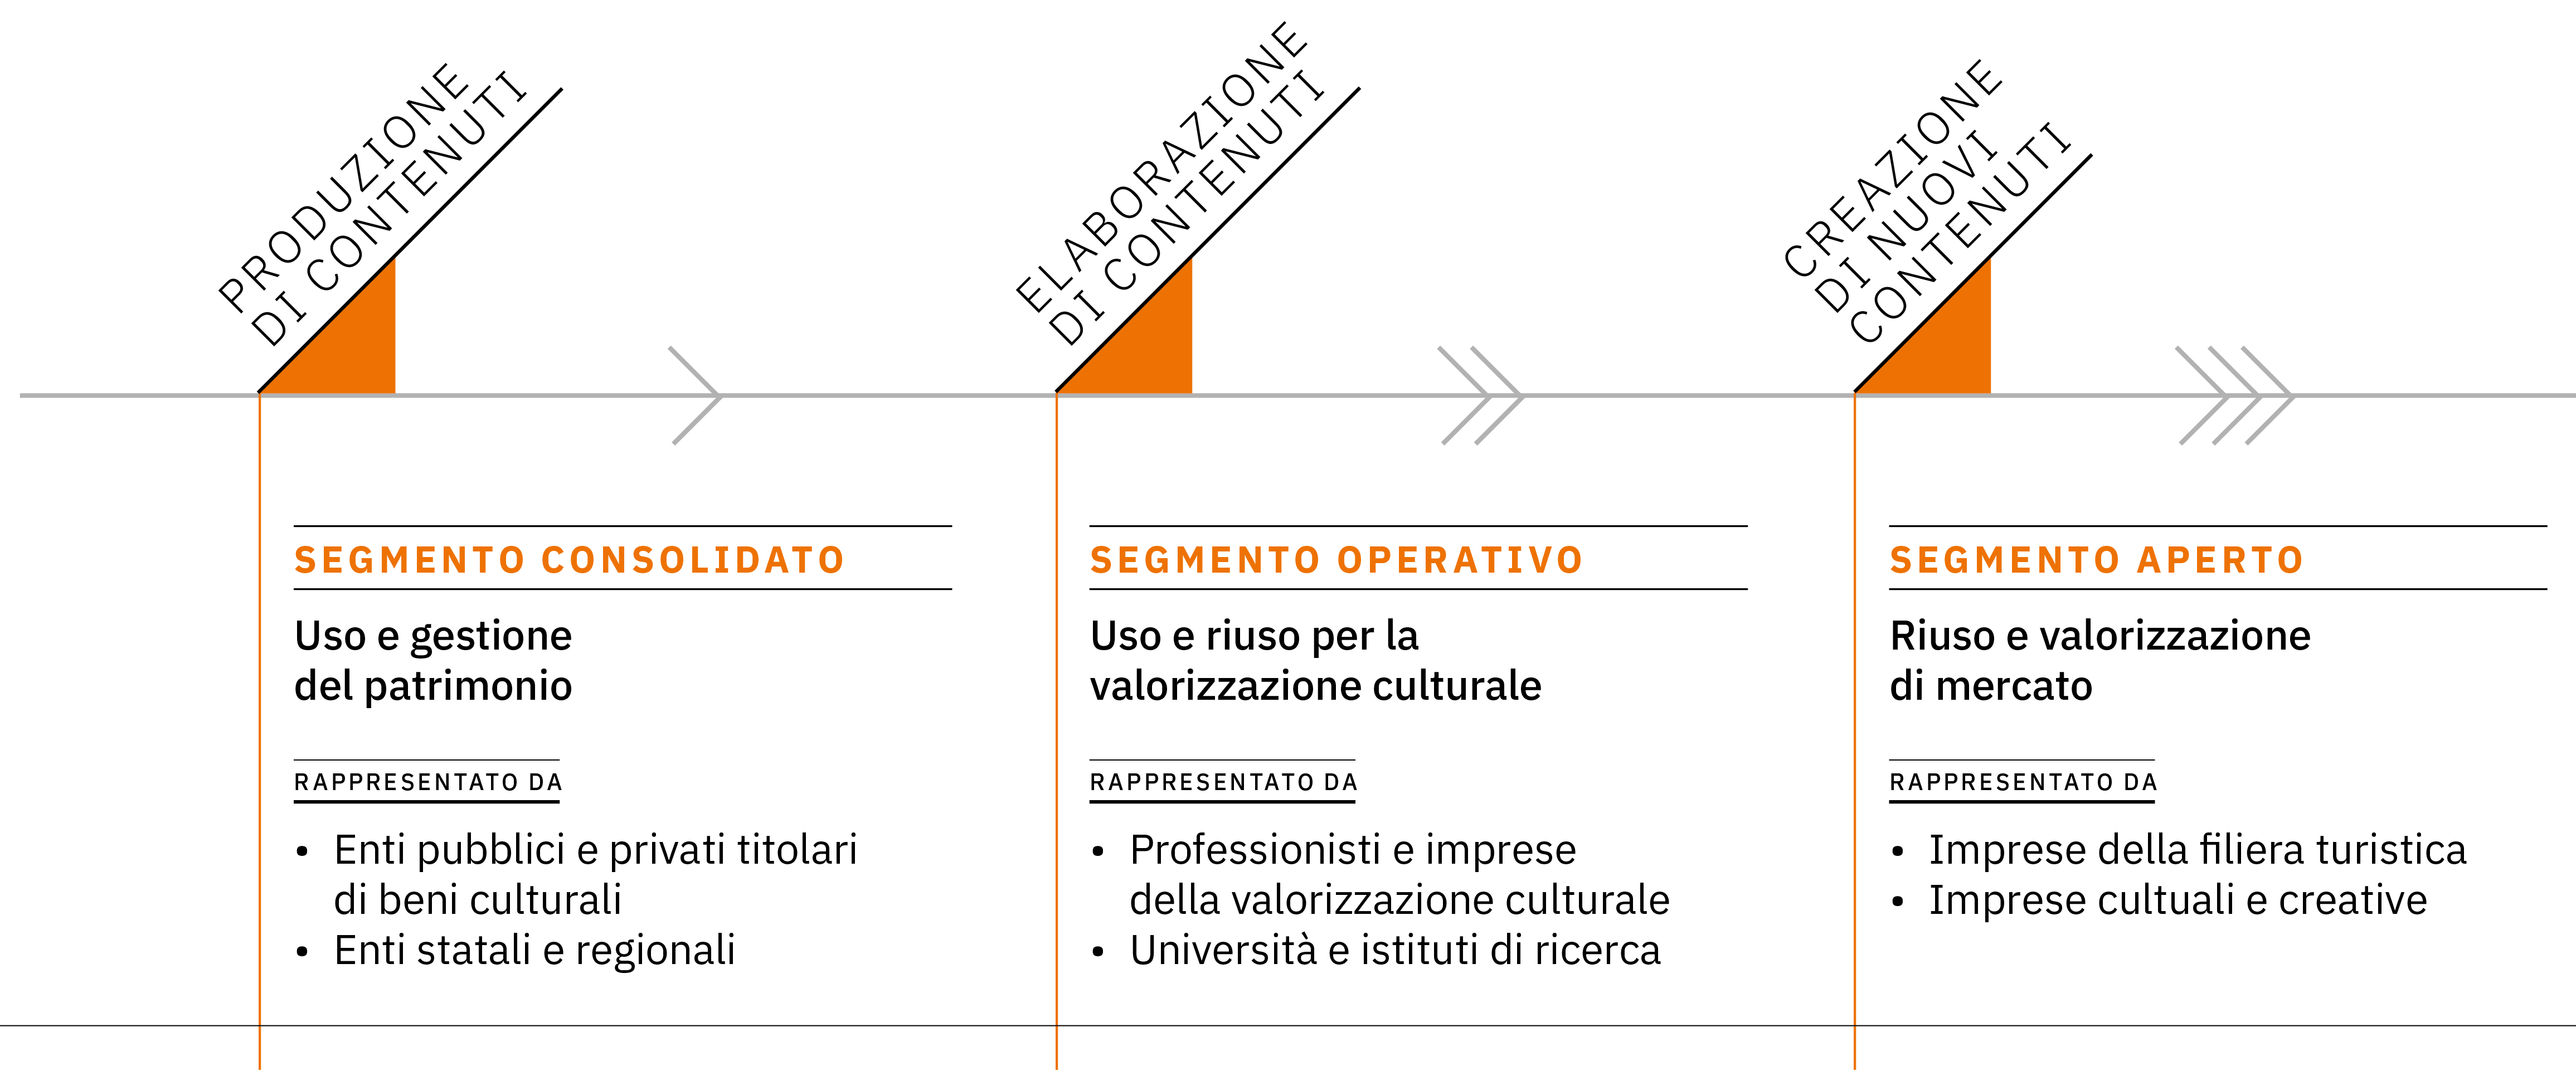 PRODUZIONE
DI CONTENUTI
ELABORAZIONE
DI CONTENUTI
CREAZIONE
DI NUOVI
CONTENUTI
SEGMENTO CONSOLIDATO
Uso e gestione
del patrimonio
RAPPRESENTATO DA
• Enti pubblici e privati titolari
di beni culturali
• Enti statali e regionali
SEGMENTO OPERATIVO
Uso e riuso per la
valorizzazione culturale
RAPPRESENTATO DA
• Professionisti e imprese
della valorizzazione culturale
• Università e istituti di ricerca
SEGMENTO APERTO
Riuso e valorizzazione
di mercato
RAPPRESENTATO DA
• Imprese della filiera turistica
• Imprese cultuali e creative